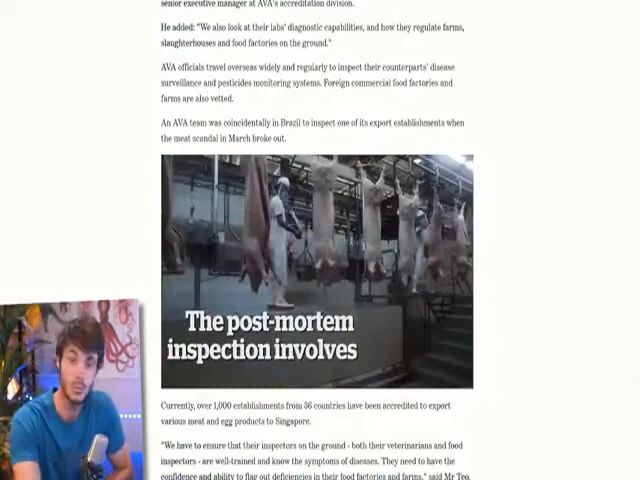 senior executive manager at AVA's accreditation division.
He added: "We also look at their labs' diagnostic capabilities, and how they regulate farms,
slaughterhouses and food factories on the ground."
AVA officials travel overseas widely and regularly to inspect their counterparts' disease
surveillance and pesticides monitoring systems. Foreign commercial food factories and
farms are also vetted.
An AVA team was coincidentally in Brazil to inspect one of its export establishments when
the meat scandal in March broke out.
The post-mortem
inspection involves
Currently, over 1,000 establishments from 36 countries have been accredited to export
various meat and egg products to Singapore.
"We have to ensure that their inspectors on the ground - both their veterinarians and food
inspectors - are well-trained and know the symptoms of diseases. They need to have the
confidence and ability to flag out deficiencies in their food factories and farms," said Mr Teo.